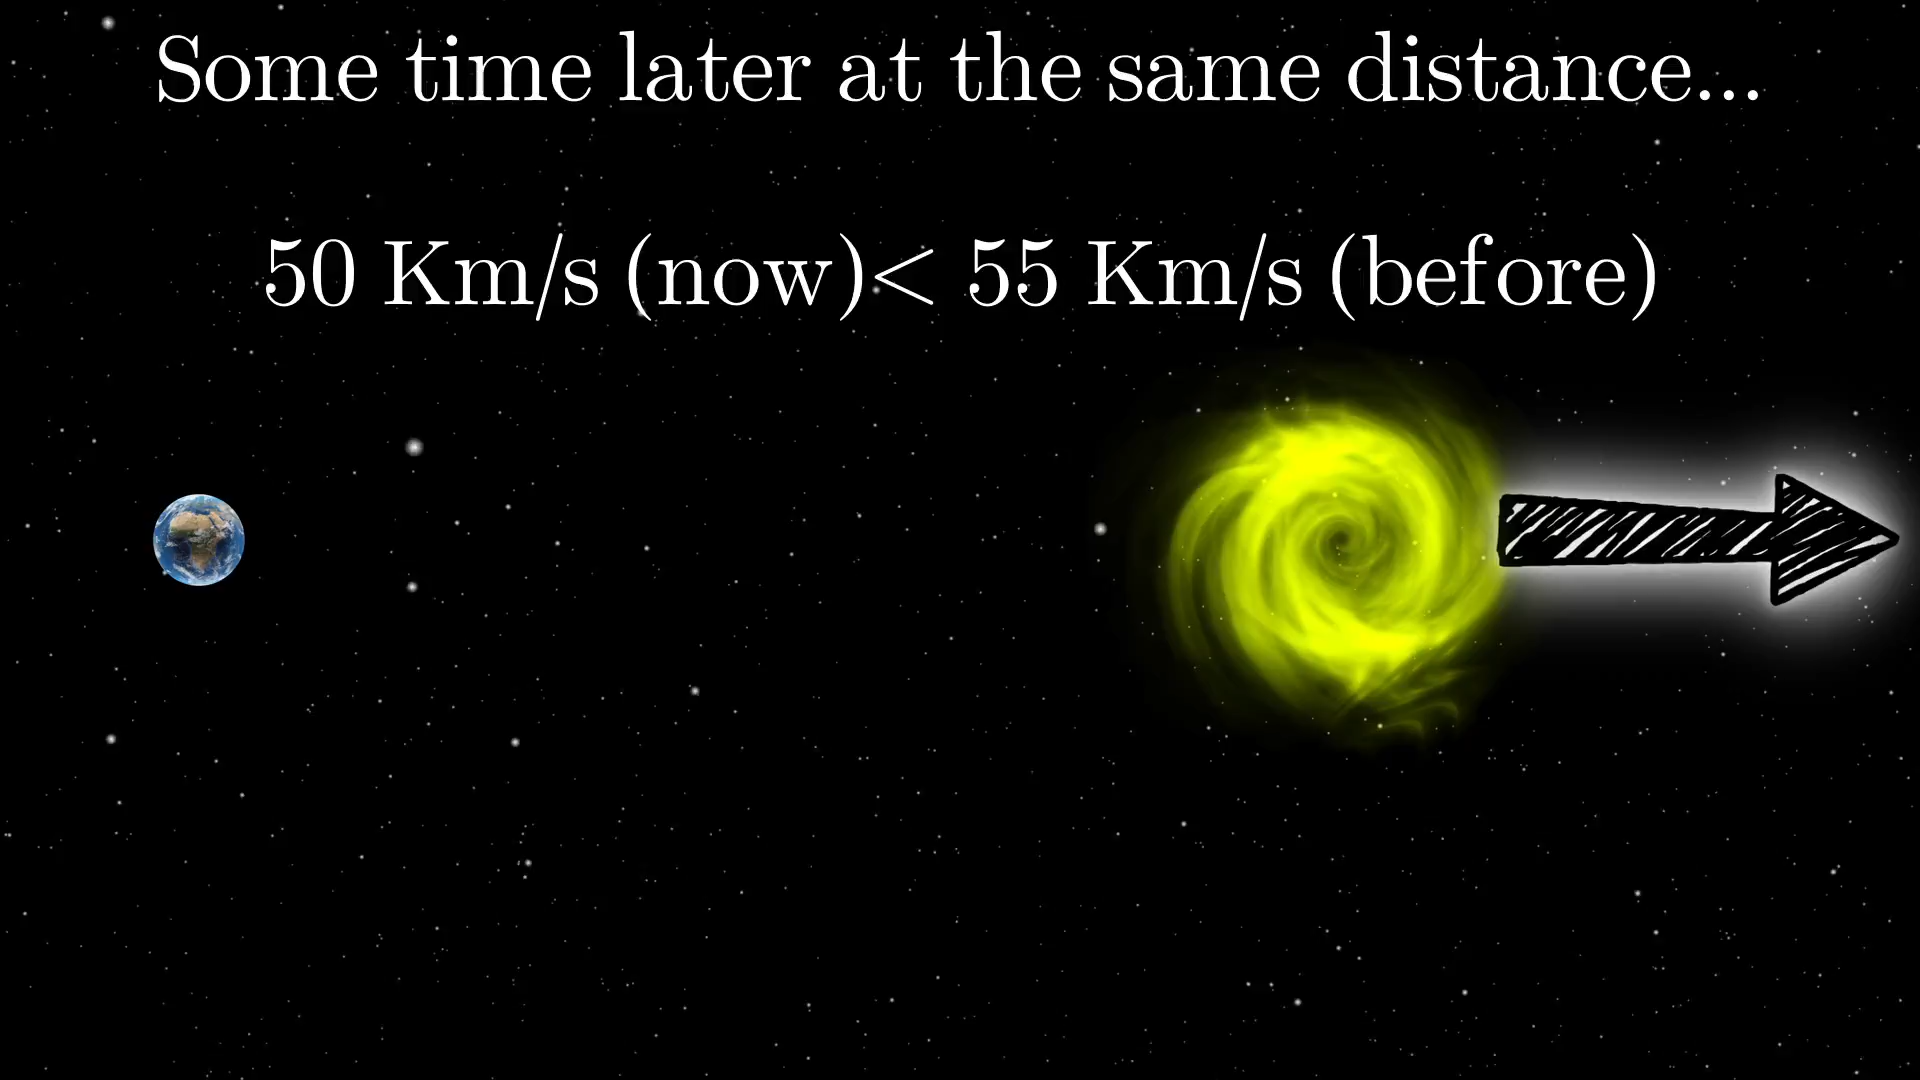 Some time later at the same distance...
50 Km/s (now)< 55 Km/s (before)